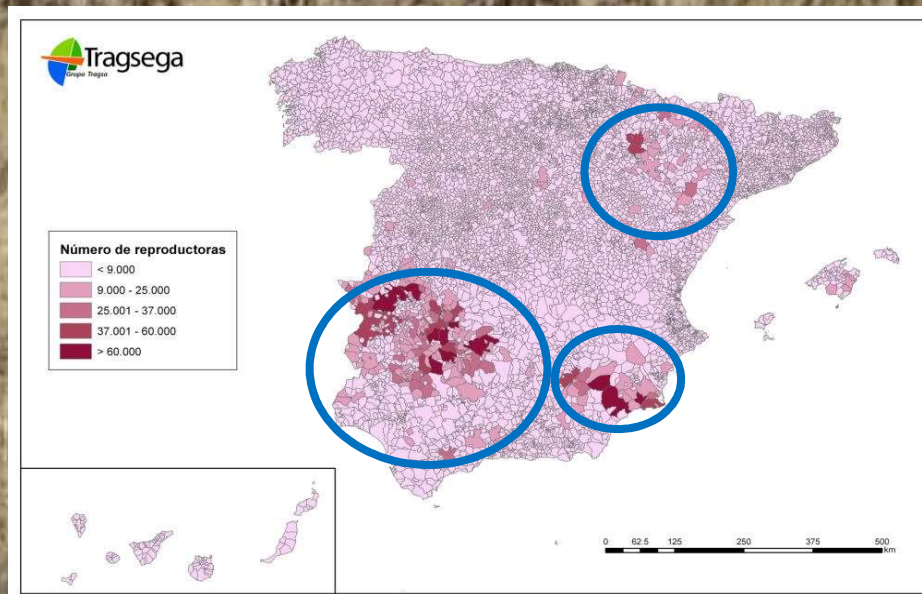 Tragsega
Grupo Tragsa
Número de reproductoras
< 9.000
9.000 - 25.000
25.001 - 37.000
37.001 - 60.000
> 60.000
0 62.5 125 250 375 500
km